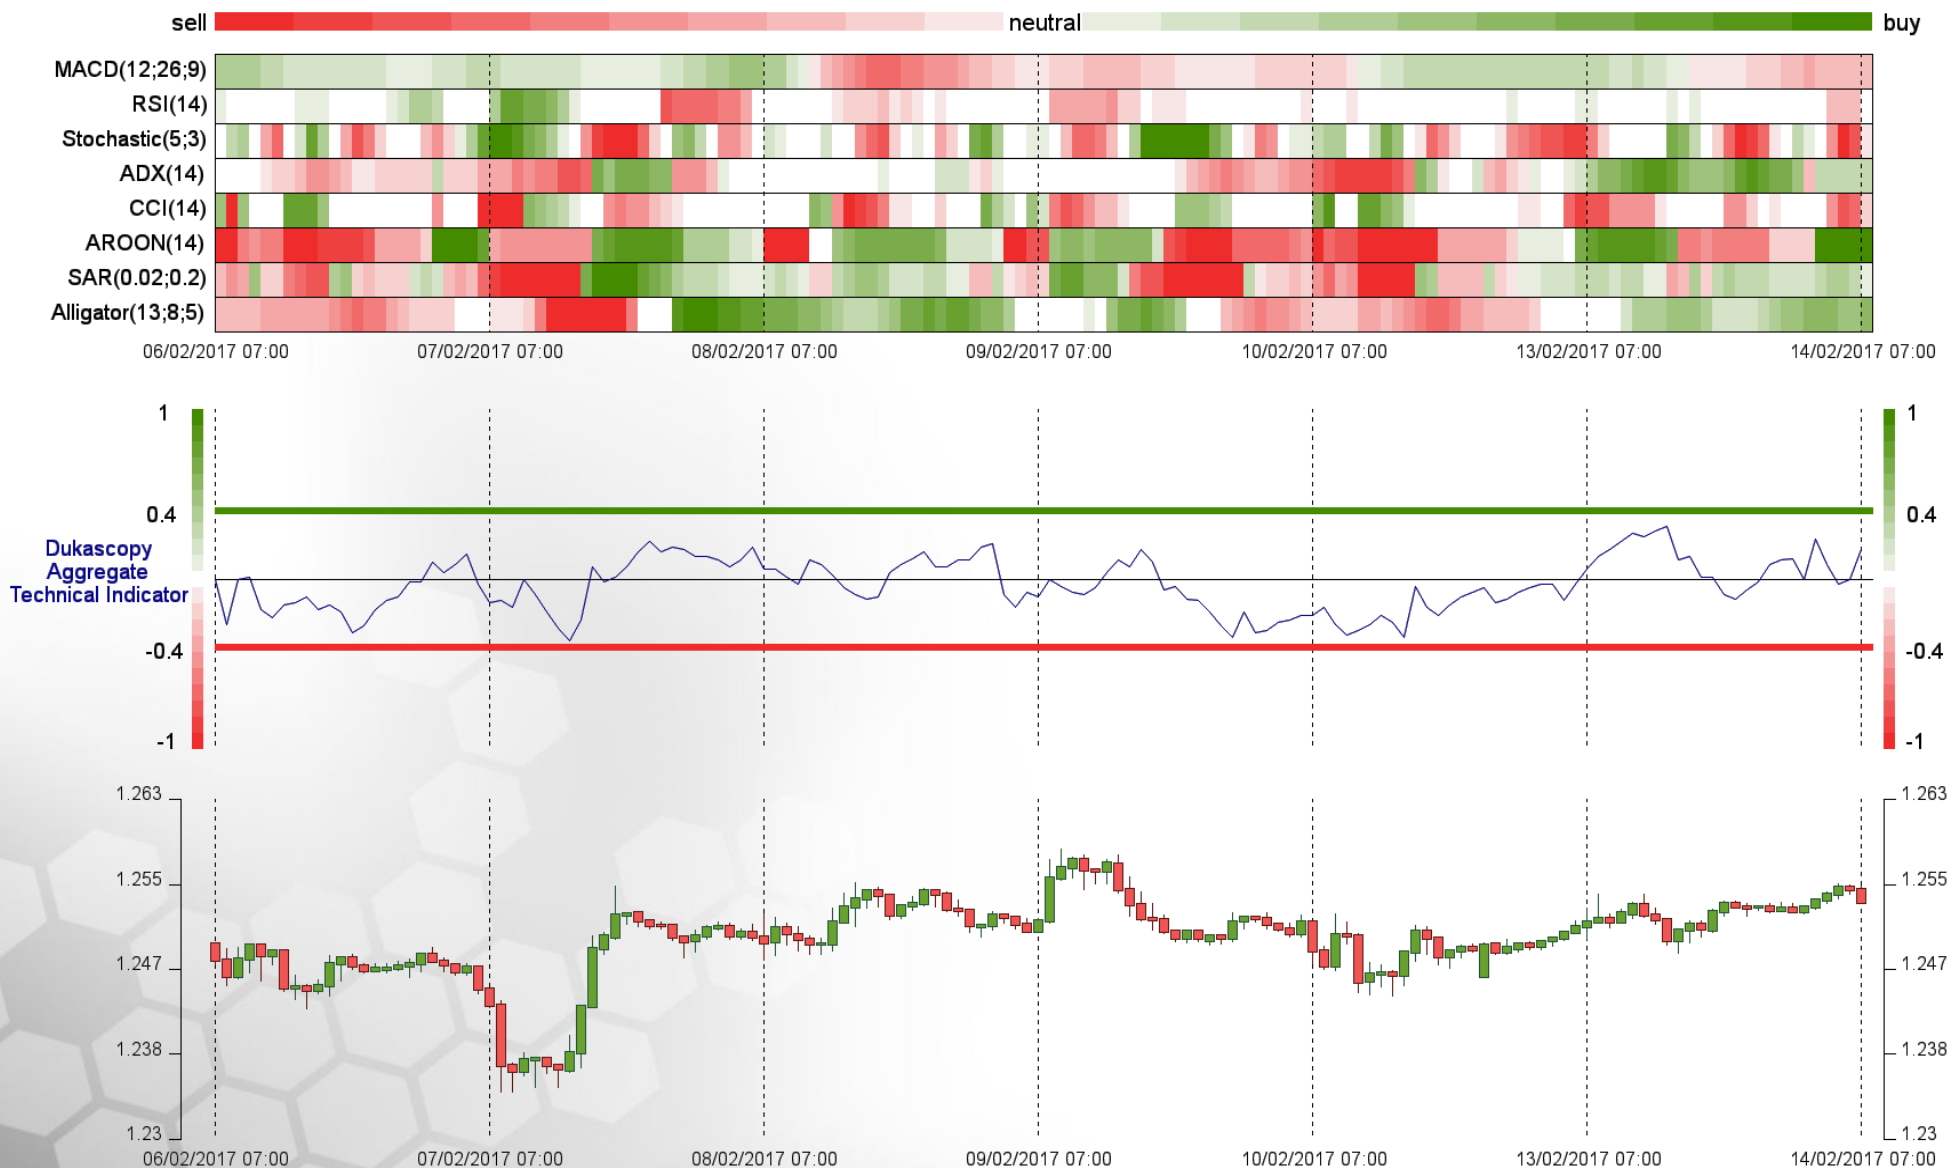 sell neutral buy
MACD(12;26;9)
RSI(14)
Stochastic(5;3)
ADX(14)
CCI(14)
AROON(14)
SAR(0.02;0.2)
Alligator(13;8;5)
06/02/2017 07:00 07/02/2017 07:00 08/02/2017 07:00 09/02/2017 07:00 10/02/2017 07:00 13/02/2017 07:00 14/02/2017 07:00
1 1
0.4 0.4
Dukascopy
Aggregate
Technical Indicator
-0.4 -0.4
-1 -1
1.263 1.263
1.255 1.255
1.247 1.247
1.238 1.238
1.23 1.23
06/02/2017 07:00 07/02/2017 07:00 08/02/2017 07:00 09/02/2017 07:00 10/02/2017 07:00 13/02/2017 07:00 14/02/2017 07:00